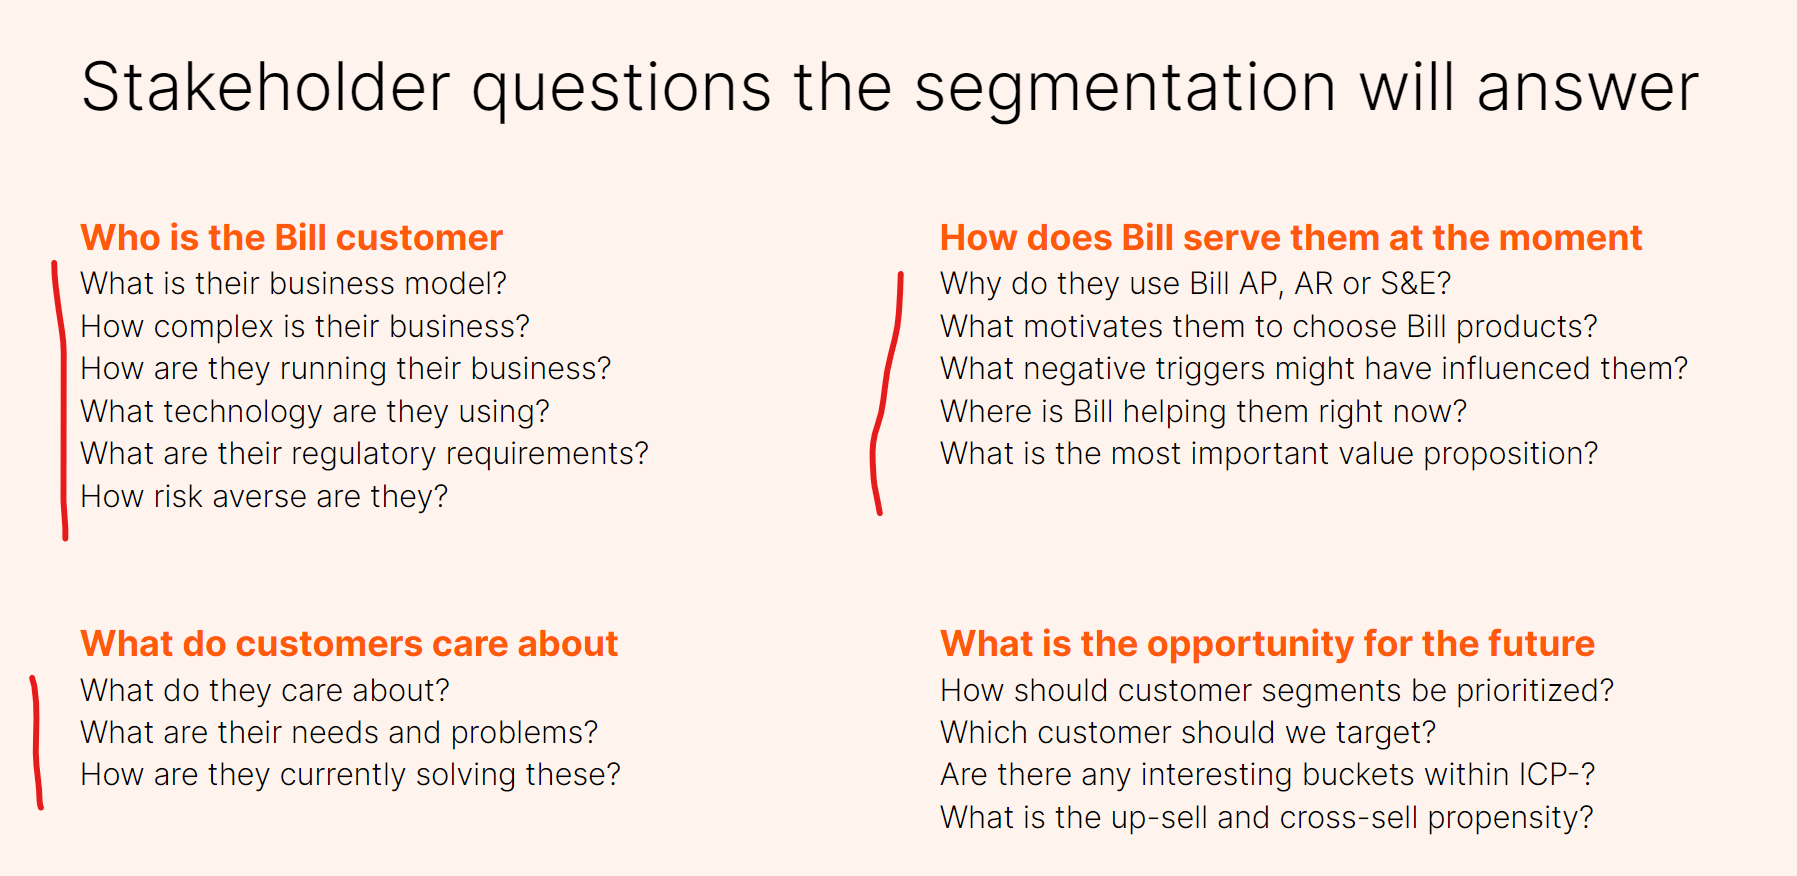 Stakeholder questions the segmentation will answer
Who is the Bill customer
What is their business model?
How complex is their business?
How are they running their business?
What technology are they using?
What are their regulatory requirements?
How risk averse are they?
How does Bill serve them at the moment
Why do they use Bill AP, AR or S&E?
What motivates them to choose Bill products?
What negative triggers might have influenced them?
Where is Bill helping them right now?
What is the most important value proposition?
What do customers care about
What do they care about?
What are their needs and problems?
How are they currently solving these?
What is the opportunity for the future
How should customer segments be prioritized?
Which customer should we target?
Are there any interesting buckets within ICP-?
What is the up-sell and cross-sell propensity?